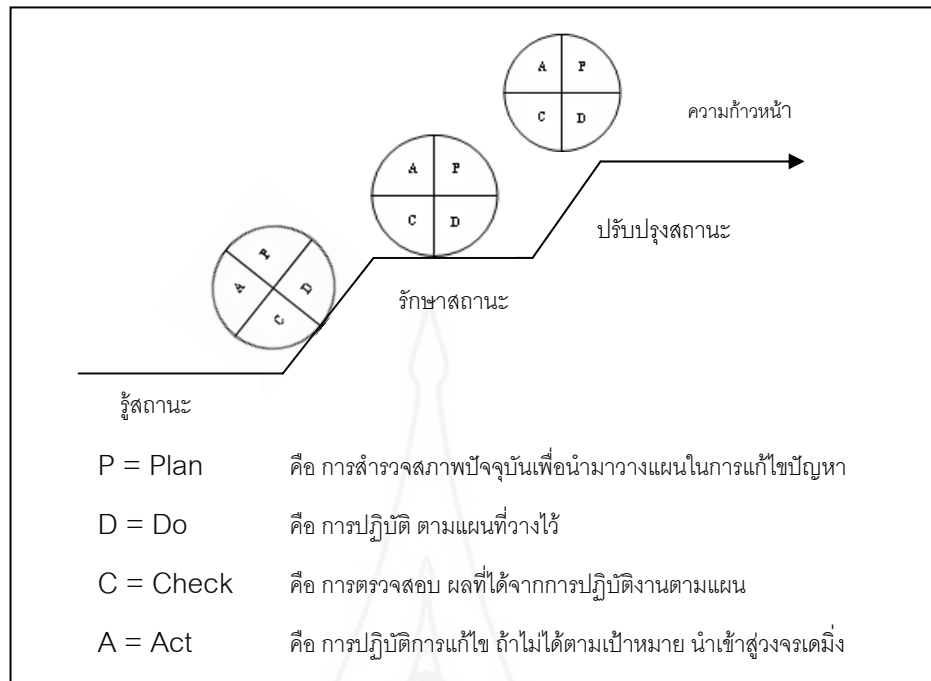 A P
C D
ความก้าวหน้า
A P
C D
ปรับปรุงสถานะ
P
A D
C
รักษาสถานะ
รู้สถานะ
P = Plan คือ การสำรวจสภาพปัจจุบันเพื่อนำมาวางแผนในการแก้ไขปัญหา
D = Do คือ การปฏิบัติ ตามแผนที่วางไว้
C = Check คือ การตรวจสอบ ผลที่ได้จากการปฏิบัติงานตามแผน
A = Act คือ การปฏิบัติการแก้ไข ถ้าไม่ได้ตามเป้าหมาย นำเข้าสู่วงจรเดมิ่ง